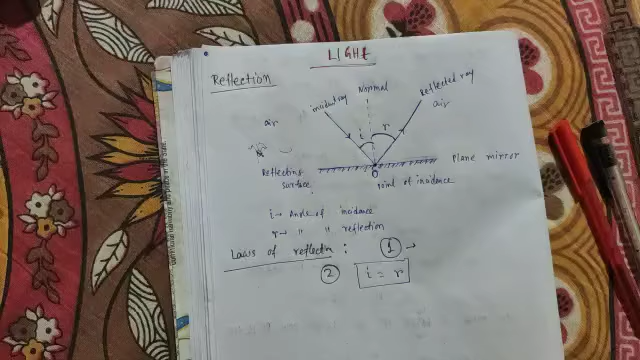 LIGHt
Reflection
Normal
incident ray
Reflected ray
air
air
i
r
Reflecting
surface
O
Plane mirror
point of incidence
i → Angle of incidence
r → " " reflection
Laws of reflectin : ① →
② i = r